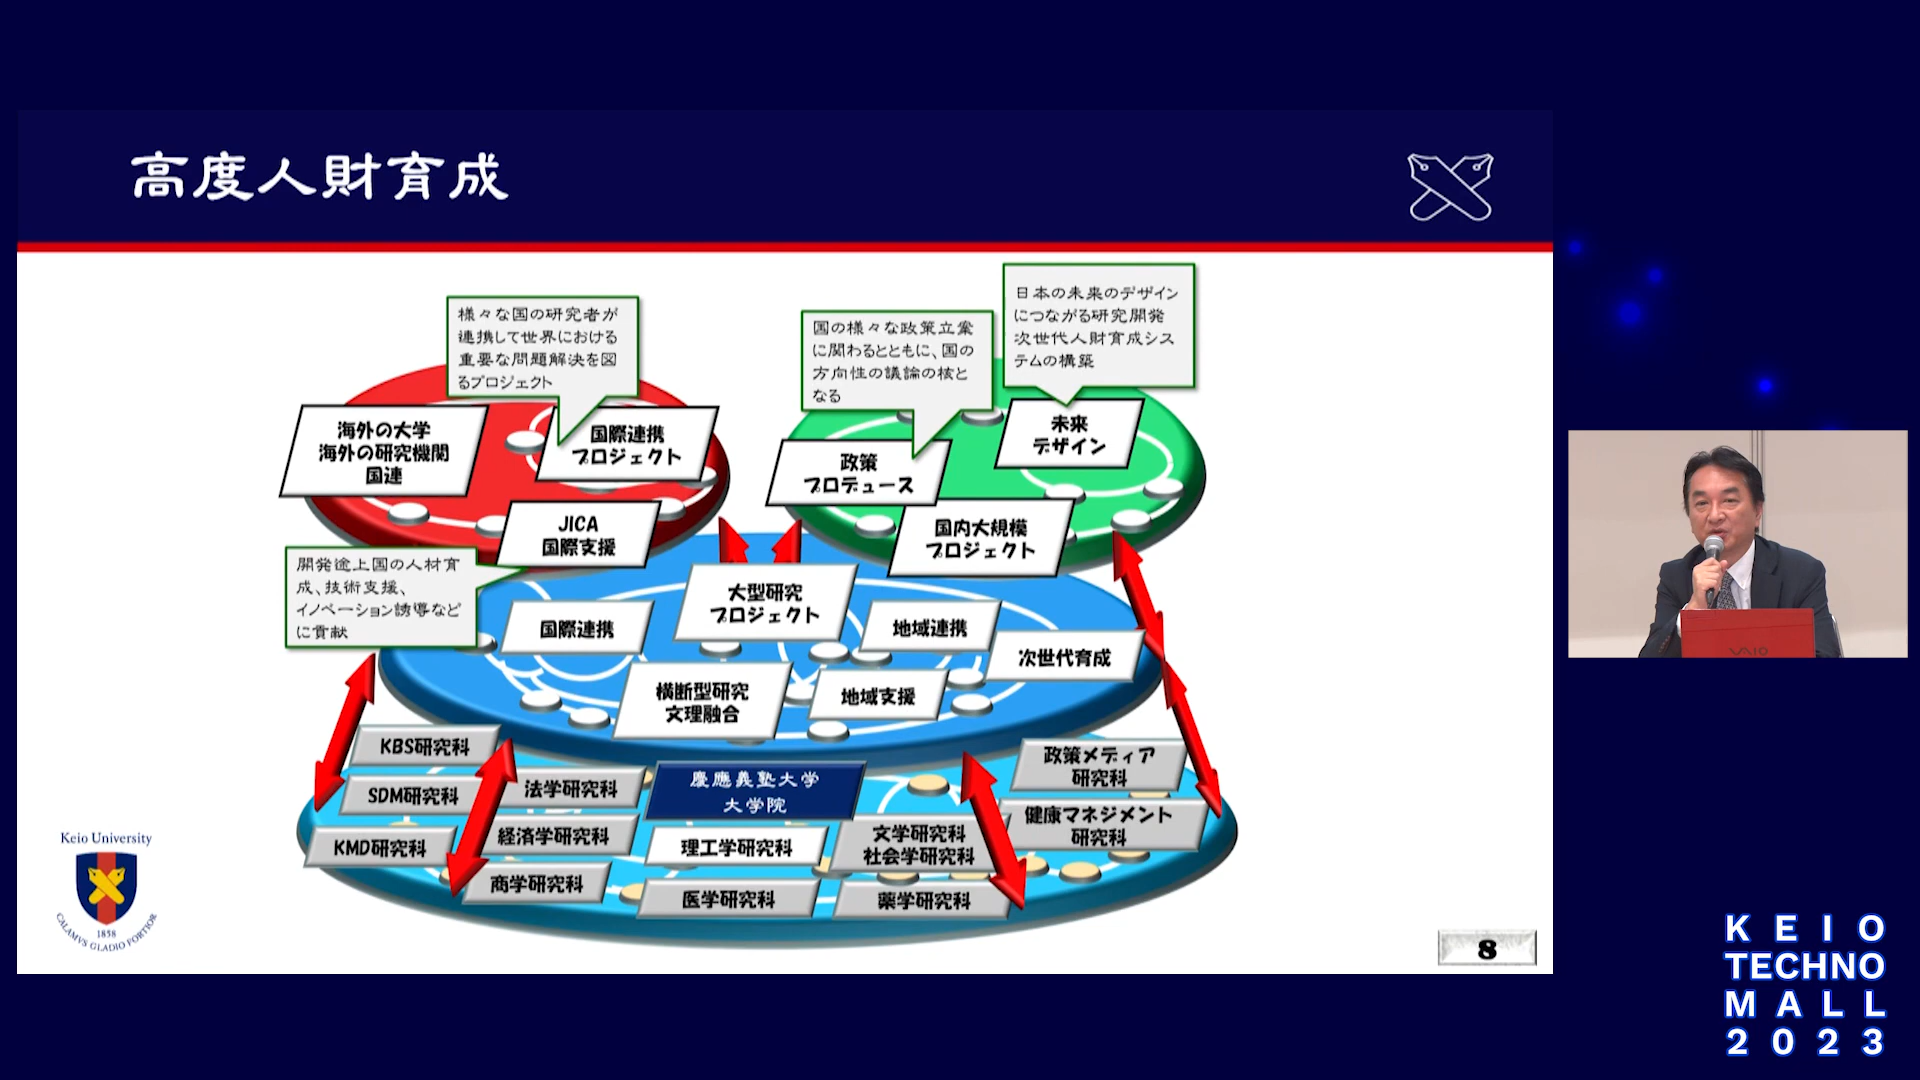 高度人財育成
様々な国の研究者が
連携して世界における
重要な問題解決を図
るプロジェクト
国の様々な政策立案
に関わるとともに、国の
方向性の議論の核と
なる
日本の未来のデザイン
につながる研究開発
次世代人財育成シス
テムの構築
海外の大学
海外の研究機関
国連
国際連携
プロジェクト
JICA
国際支援
政策
プロデュース
未来
デザイン
国内大規模
プロジェクト
開発途上国の人材育
成、技術支援、
イノベーション誘導など
に貢献
大型研究
プロジェクト
国際連携
地域連携
次世代育成
横断型研究
文理融合
地域支援
KBS研究科
SDM研究科
KMD研究科
法学研究科
経済学研究科
商学研究科
慶應義塾大学
大学院
理工学研究科
医学研究科
文学研究科
社会学研究科
薬学研究科
政策メディア
研究科
健康マネジメント
研究科
Keio University
1858
CALAMVS GLADIO FORTIOR
8
VAIO
KEIO
TECHNO
MALL
2023